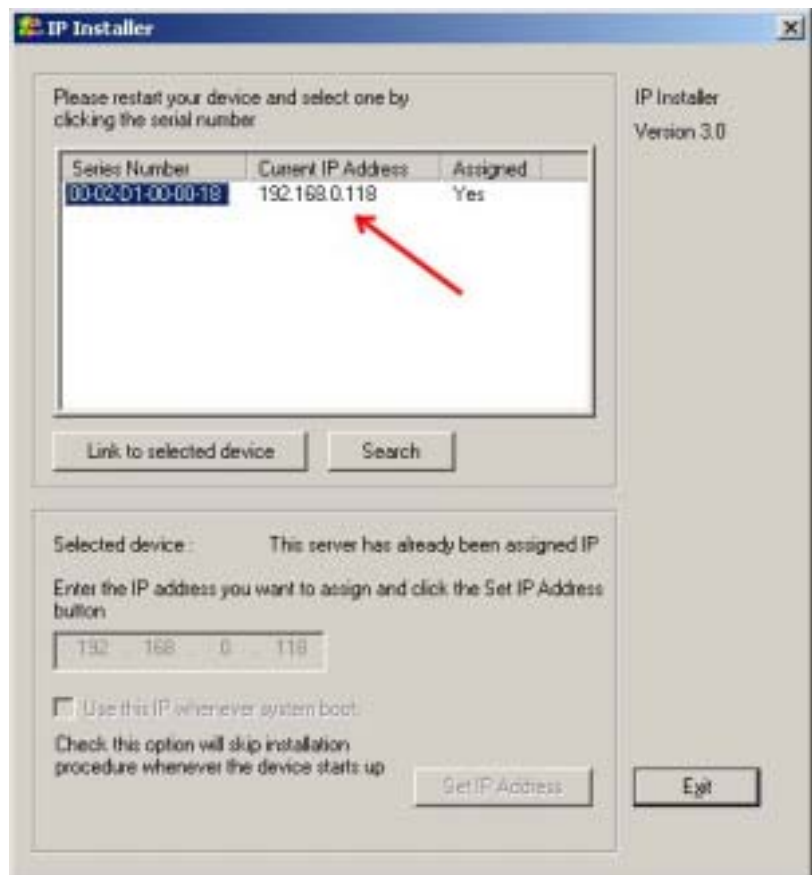 IP Installer
Please restart your device and select one by
clicking the serial number
IP Installer
Version 3.0
Series Number Current IP Address Assigned
00-02-D1-00-00-18 192.168.0.118 Yes
Link to selected device Search
Selected device : This server has already been assigned IP
Enter the IP address you want to assign and click the Set IP Address
button
192 . 168 . 0 . 118
Use this IP whenever system boot.
Check this option will skip installation
procedure whenever the device starts up
Set IP Address
Exit